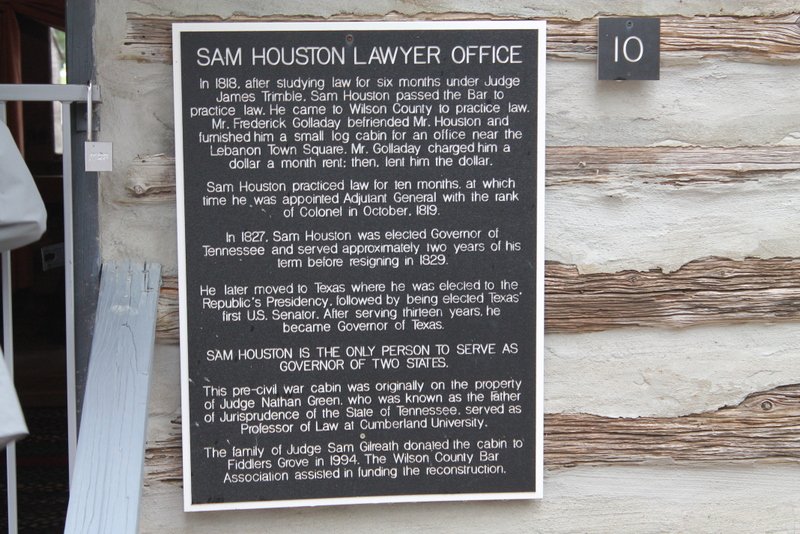 SAM HOUSTON LAWYER OFFICE
10
In 1818, after studying law for six months under Judge
James Trimble, Sam Houston passed the Bar to
practice law. He came to Wilson County to practice law.
Mr. Frederick Golladay befriended Mr. Houston and
furnished him a small log cabin for an office near the
Lebanon Town Square. Mr. Golladay charged him a
dollar a month rent; then, lent him the dollar.
Sam Houston practiced law for ten months, at which
time he was appointed Adjutant General with the rank
of Colonel in October, 1819.
In 1827, Sam Houston was elected Governor of
Tennessee and served approximately two years of his
term before resigning in 1829.
He later moved to Texas where he was elected to the
Republic's Presidency, followed by being elected Texas'
first U.S. Senator. After serving thirteen years, he
became Governor of Texas.
SAM HOUSTON IS THE ONLY PERSON TO SERVE AS
GOVERNOR OF TWO STATES.
This pre-civil war cabin was originally on the property
of Judge Nathan Green, who was known as the Father
of Jurisprudence of the State of Tennessee, served as
Professor of Law at Cumberland University.
The family of Judge Sam Gilreath donated the cabin to
Fiddlers Grove in 1994. The Wilson County Bar
Association assisted in funding the reconstruction.